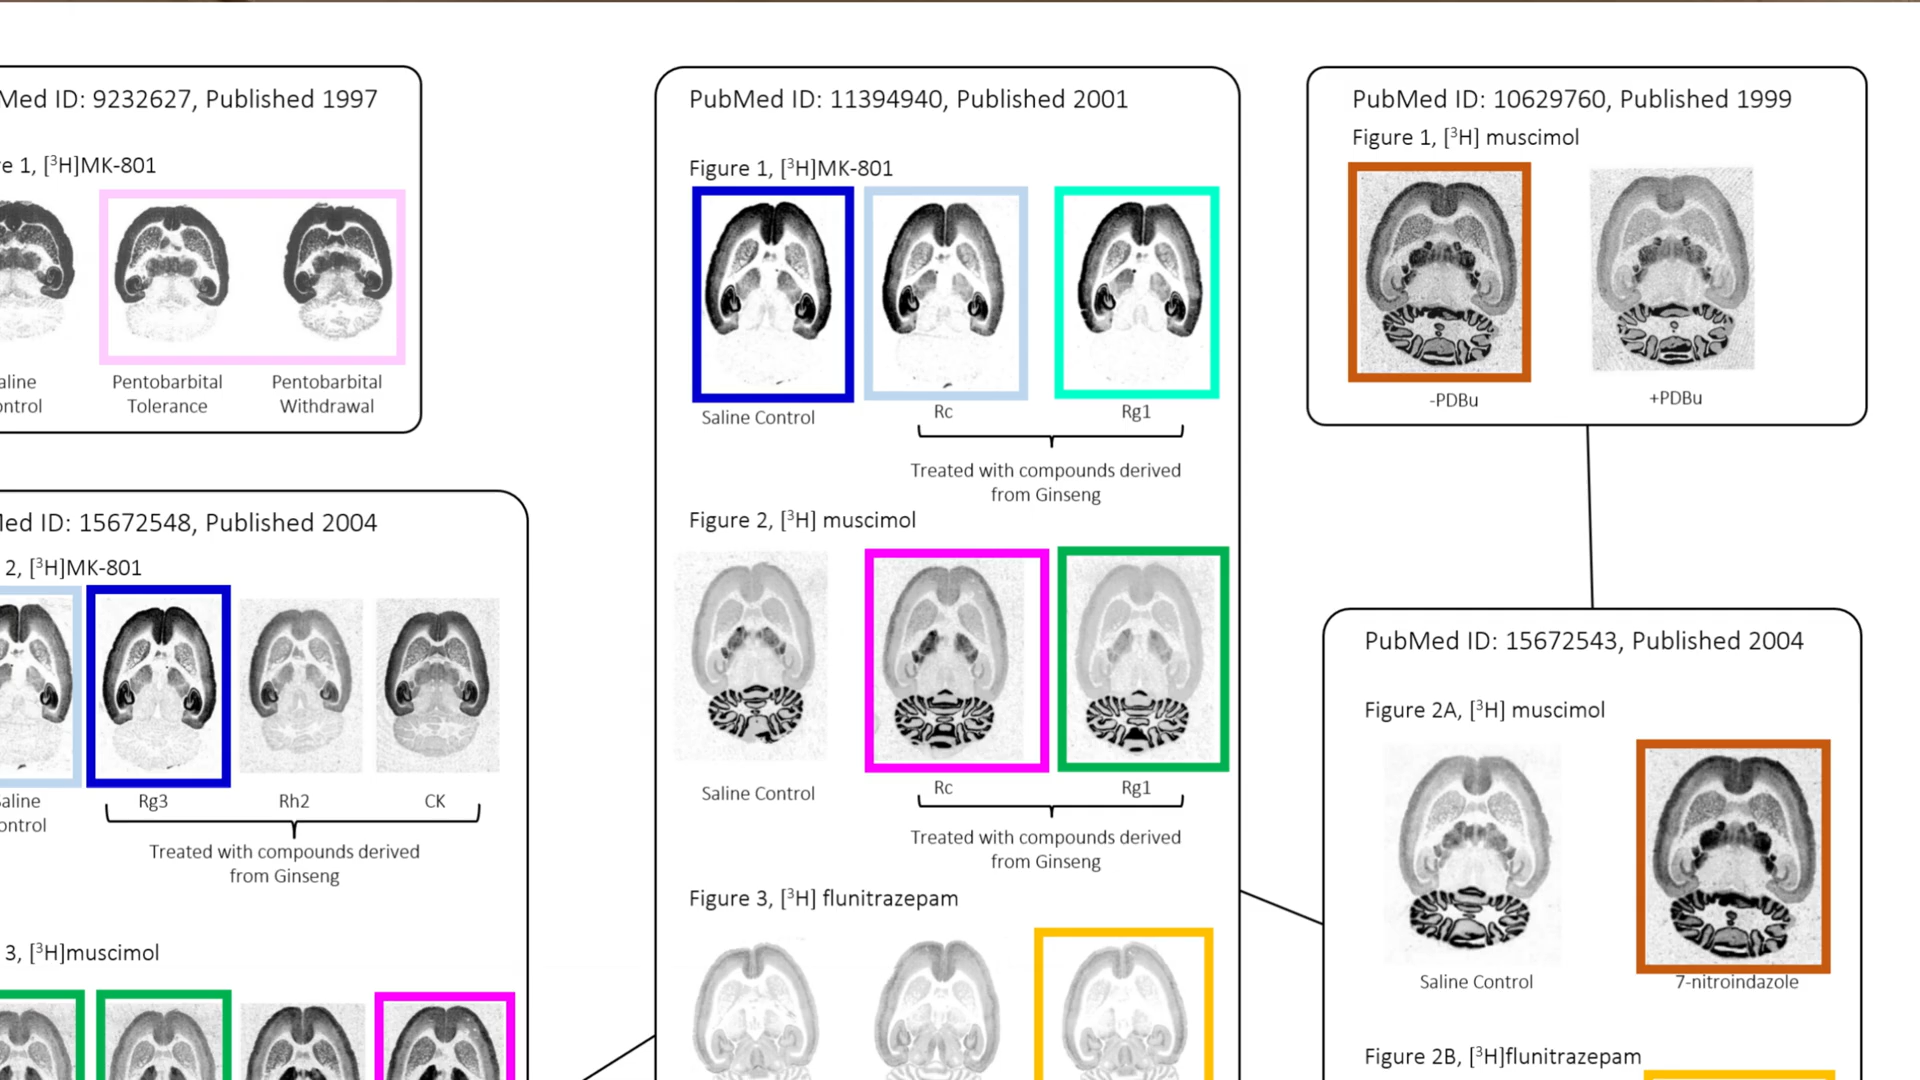 Med ID: 9232627, Published 1997
e 1, [³H]MK-801
aline
ntrol
Pentobarbital
Tolerance
Pentobarbital
Withdrawal
Med ID: 15672548, Published 2004
2, [³H]MK-801
aline
ontrol
Rg3
Rh2
CK
Treated with compounds derived
from Ginseng
3, [³H]muscimol
PubMed ID: 11394940, Published 2001
Figure 1, [³H]MK-801
Saline Control
Rc
Rg1
Treated with compounds derived
from Ginseng
Figure 2, [³H] muscimol
Saline Control
Rc
Rg1
Treated with compounds derived
from Ginseng
Figure 3, [³H] flunitrazepam
PubMed ID: 10629760, Published 1999
Figure 1, [³H] muscimol
-PDBu
+PDBu
PubMed ID: 15672543, Published 2004
Figure 2A, [³H] muscimol
Saline Control
7-nitroindazole
Figure 2B, [³H]flunitrazepam